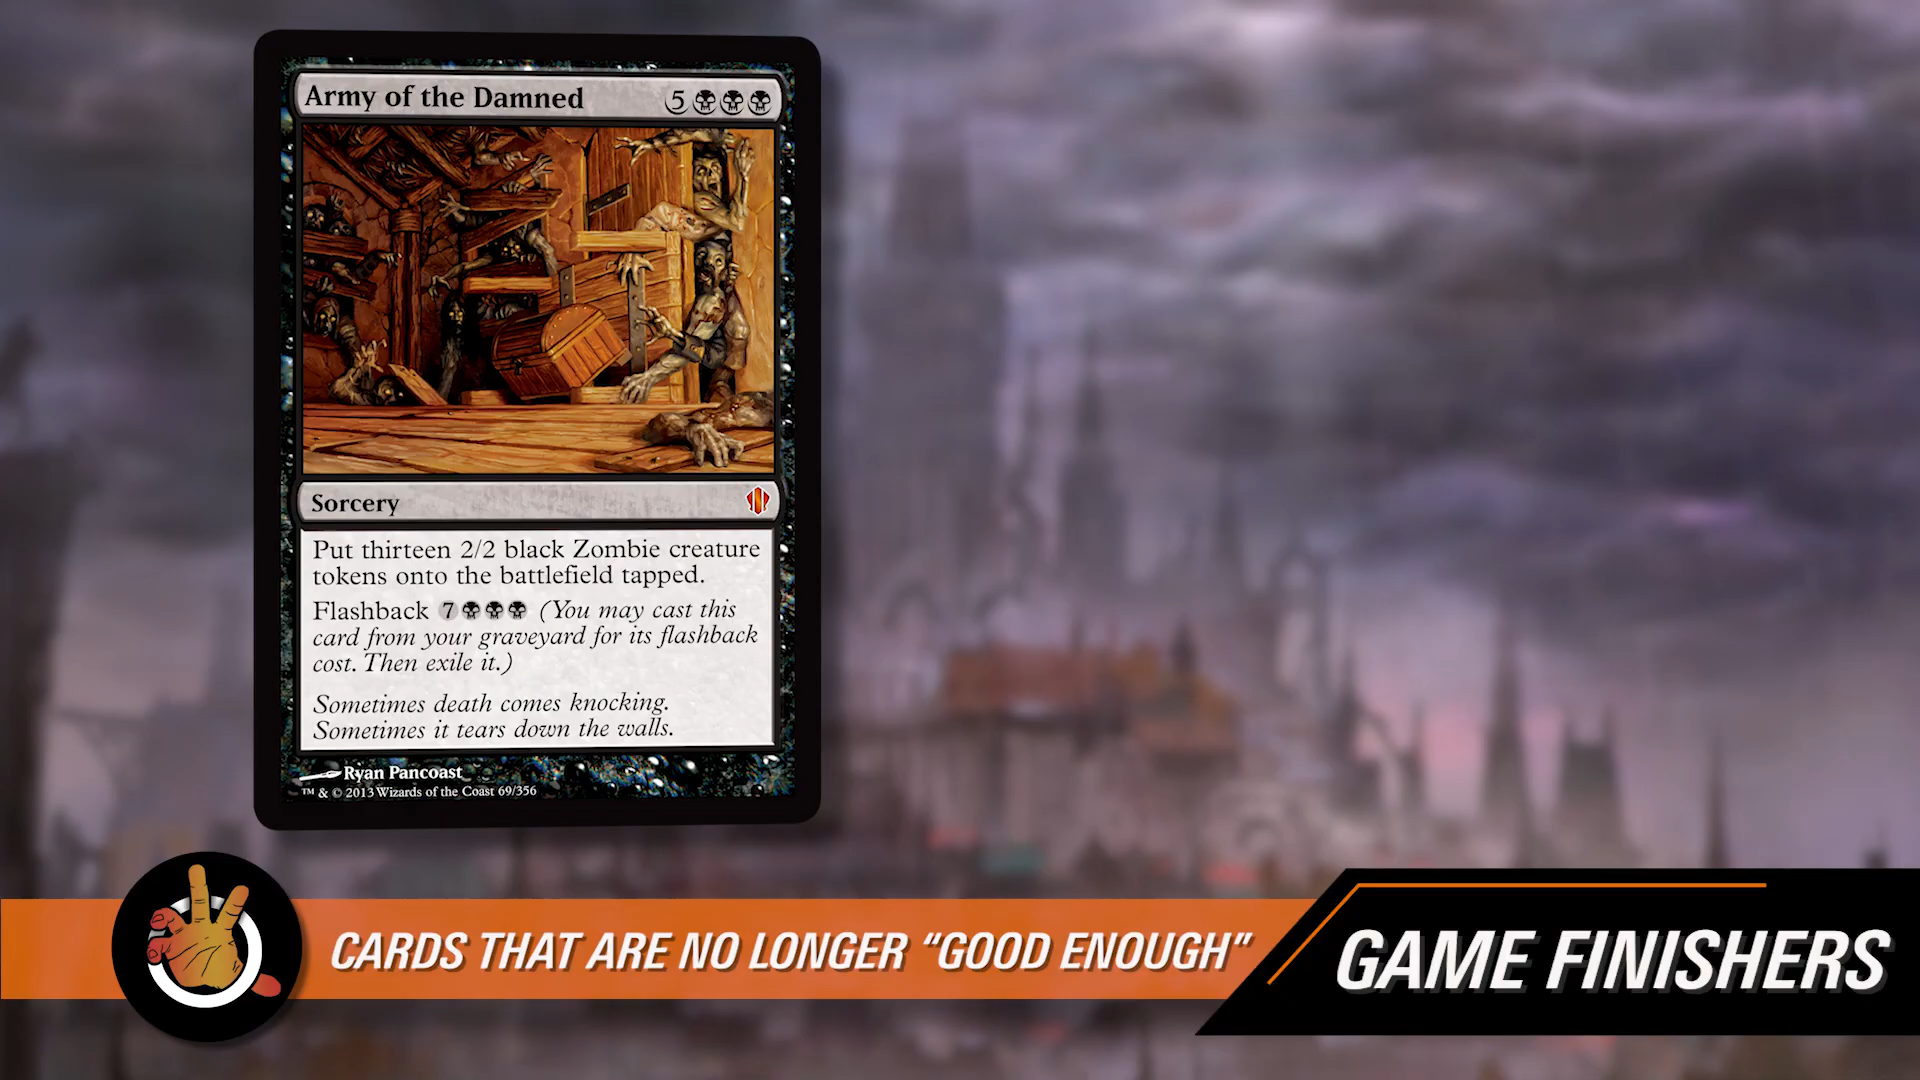 Army of the Damned 5
Sorcery
Put thirteen 2/2 black Zombie creature
tokens onto the battlefield tapped.
Flashback 7 (You may cast this
card from your graveyard for its flashback
cost. Then exile it.)
Sometimes death comes knocking.
Sometimes it tears down the walls.
Ryan Pancoast
™ & © 2013 Wizards of the Coast 69/356
CARDS THAT ARE NO LONGER “GOOD ENOUGH”
GAME FINISHERS